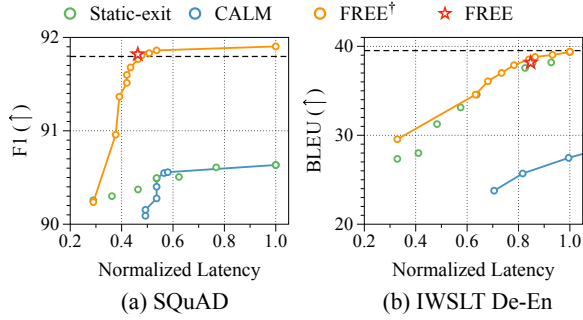 Static-exit CALM FREE† FREE
F1 (↑)
92
91
90
0.2 0.4 0.6 0.8 1.0
Normalized Latency
(a) SQuAD
BLEU (↑)
40
30
20
0.2 0.4 0.6 0.8 1.0
Normalized Latency
(b) IWSLT De-En